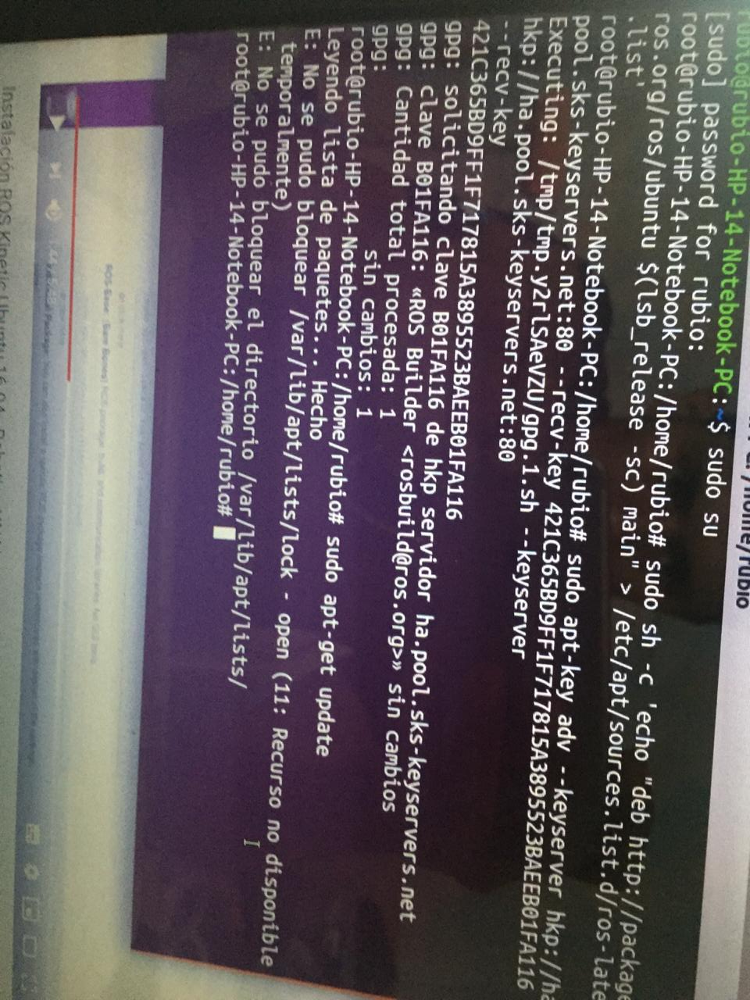 rubio@rubio-HP-14-Notebook-PC:~$ sudo su
[sudo] password for rubio:
root@rubio-HP-14-Notebook-PC:/home/rubio# sudo sh -c 'echo "deb http://package
ros.org/ros/ubuntu $(lsb_release -sc) main" > /etc/apt/sources.list.d/ros-late
.list'
root@rubio-HP-14-Notebook-PC:/home/rubio# sudo apt-key adv --keyserver hkp://ha
pool.sks-keyservers.net:80 --recv-key 421C365BD9FF1F717815A3895523BAEEB01FA116
Executing: /tmp/tmp.y2rlSAeVZU/gpg.1.sh --keyserver
hkp://ha.pool.sks-keyservers.net:80
--recv-key
421C365BD9FF1F717815A3895523BAEEB01FA116
gpg: solicitando clave B01FA116 de hkp servidor ha.pool.sks-keyservers.net
gpg: clave B01FA116: «ROS Builder <rosbuild@ros.org>» sin cambios
gpg: Cantidad total procesada: 1
gpg: sin cambios: 1
root@rubio-HP-14-Notebook-PC:/home/rubio# sudo apt-get update
Leyendo lista de paquetes... Hecho
E: No se pudo bloquear /var/lib/apt/lists/lock - open (11: Recurso no disponible
temporalmente)
E: No se pudo bloquear el directorio /var/lib/apt/lists/
root@rubio-HP-14-Notebook-PC:/home/rubio#
Instalación ROS Kinetic Ubuntu 16.04